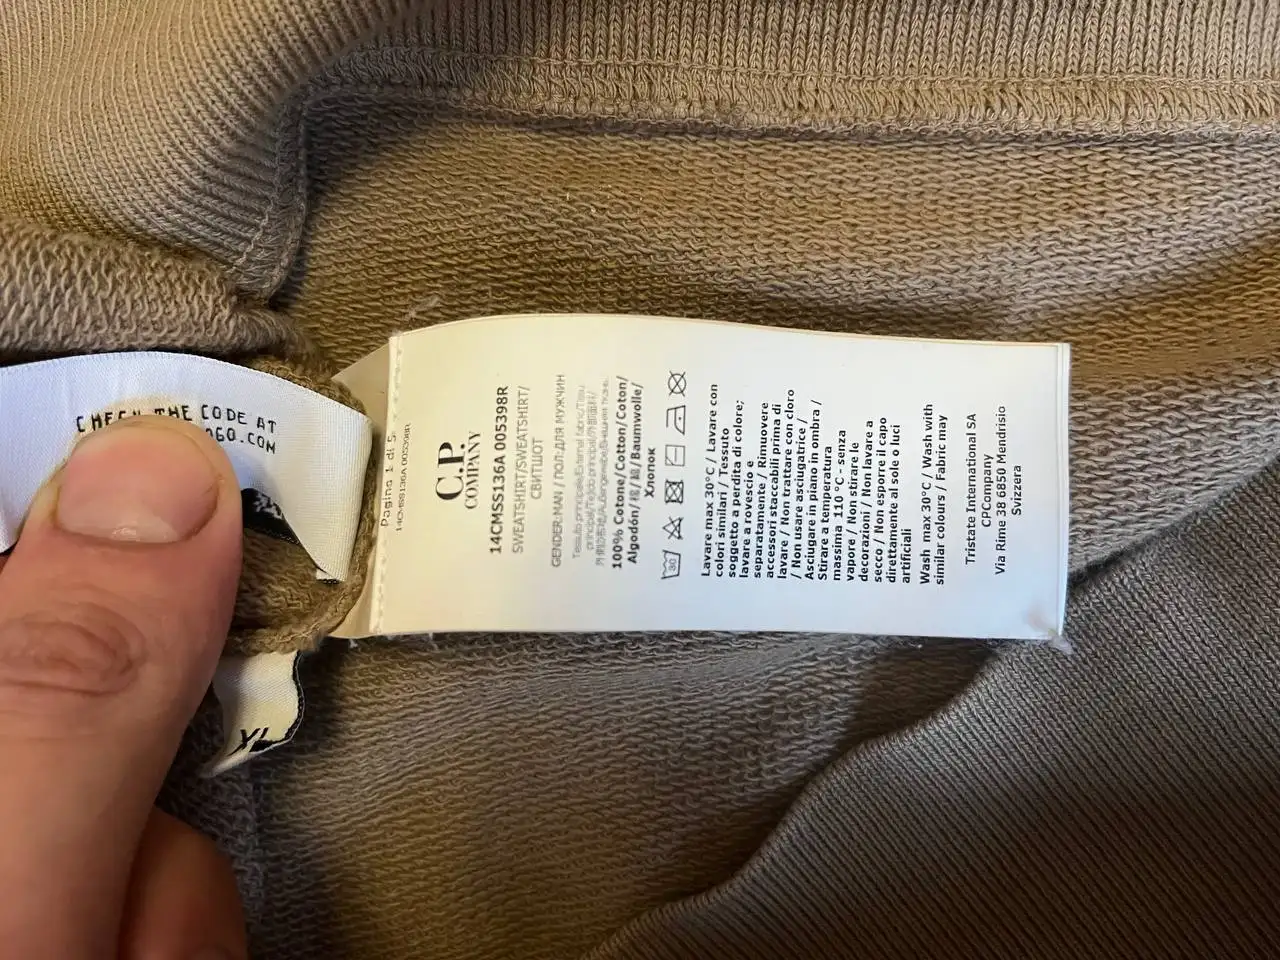 CHECK THE CODE AT
XL
Pagina 1 di 5
14CMSS136A 005398R
C.P.
COMPANY
14CMSS136A 005398R
SWEATSHIRT/SWEATSHIRT/
СВИТШОТ
GENDER:MAN / ПОЛ:ДЛЯ МУЖЧИН
100% Cotone/Cotton/Coton/
Algodón/棉/棉/Baumwolle/
Хлопок
30
Lavare max 30°C / Lavare con
colori similari / Tessuto
soggetto a perdita di colore;
lavare a rovescio e
separatamente / Rimuovere
accessori staccabili prima di
lavare / Non trattare con cloro
/ Non usare asciugatrice /
Asciugare in piano in ombra /
Stirare a temperatura
massima 110 °C - senza
vapore / Non stirare le
decorazioni / Non lavare a
secco / Non esporre il capo
direttamente al sole o luci
artificiali
Wash max 30°C / Wash with
similar colours / Fabric may
Tristate International SA
CPCompany
Via Rime 38 6850 Mendrisio
Svizzera